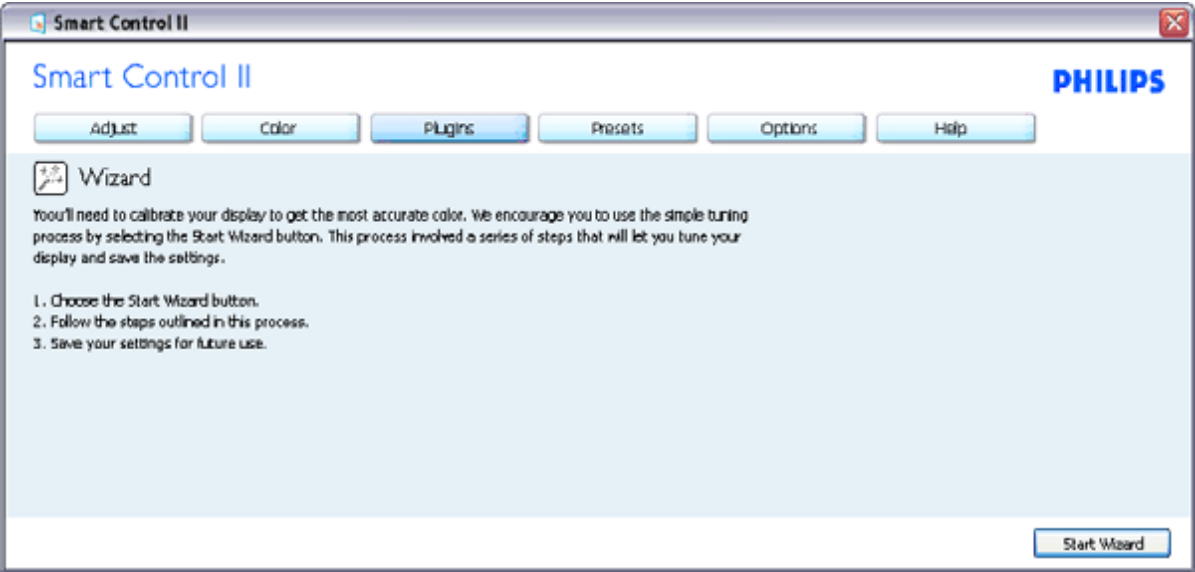 Smart Control II
Smart Control II
PHILIPS
Adjust Color Plugins Presets Options Help
Wizard
Yoou'll need to calibrate your display to get the most accurate color. We encourage you to use the simple tuning
process by selecting the Start Wizard button. This process involved a series of steps that will let you tune your
display and save the settings.
1. Choose the Start Wizard button.
2. Follow the steps outlined in this process.
3. Save your settings for future use.
Start Wizard